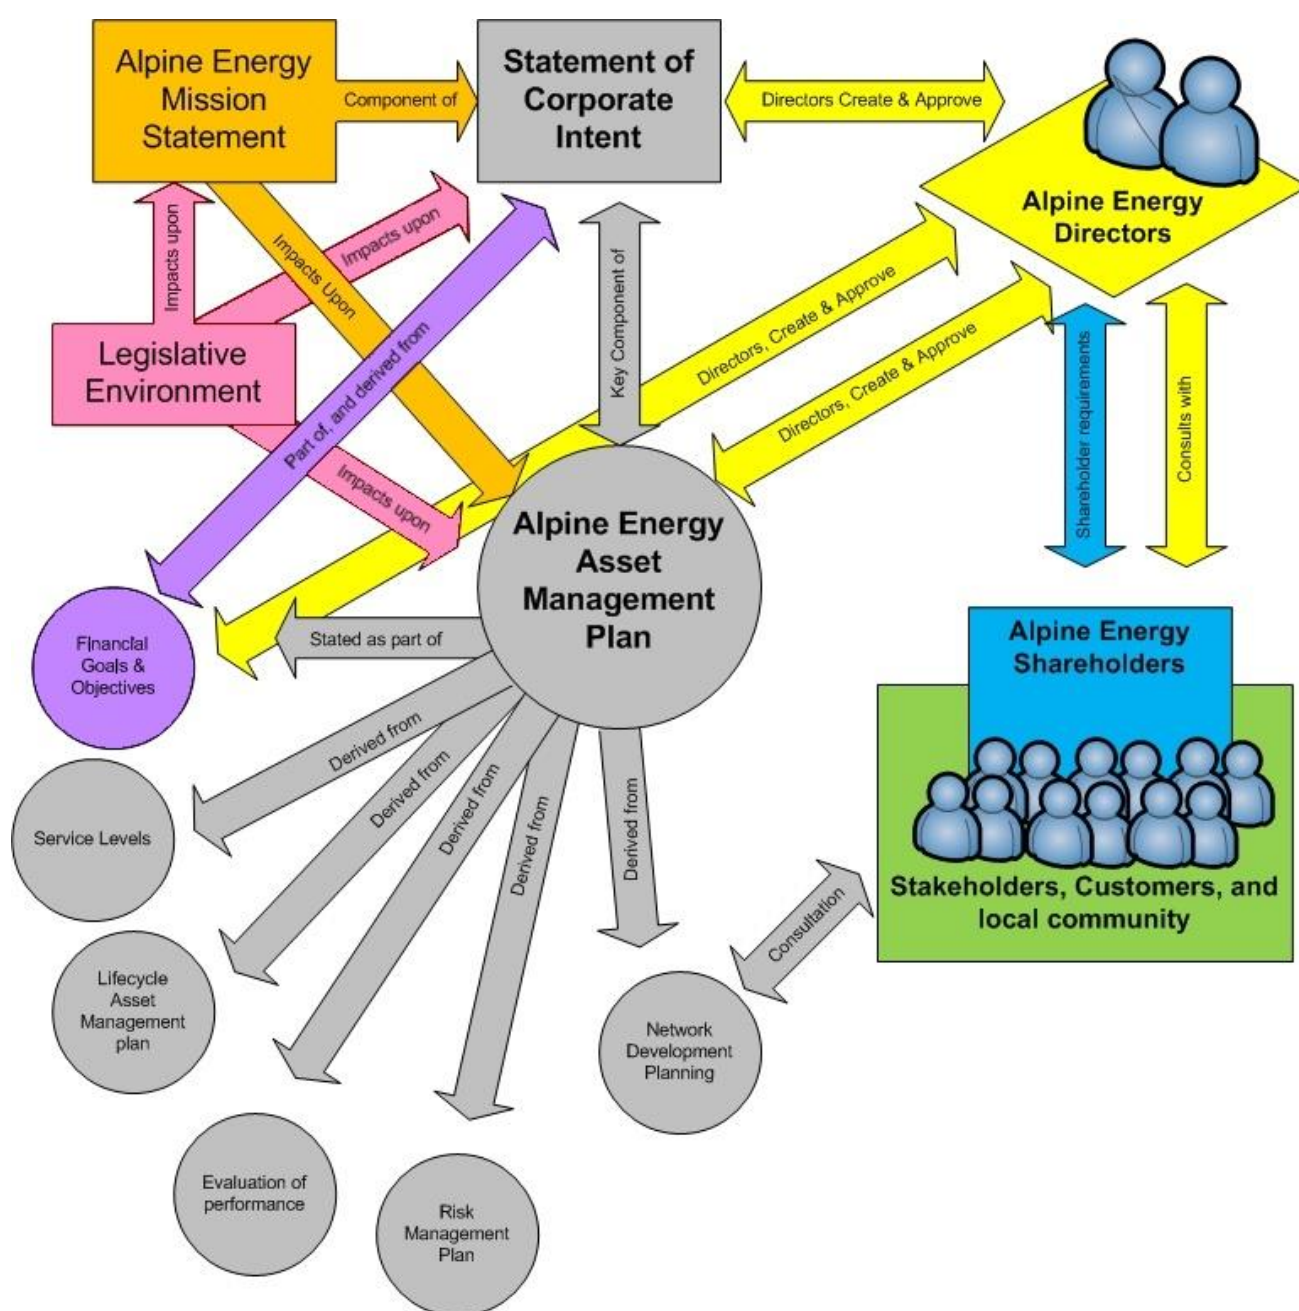 Alpine Energy
Mission
Statement
Component of
Statement of
Corporate
Intent
Directors Create & Approve
Alpine Energy
Directors
Impacts upon
Impacts upon
Impacts Upon
Legislative
Environment
Part of, and derived from
Key Component of
Directors, Create & Approve
Directors, Create & Approve
Shareholder requirements
Consults with
Impacts upon
Alpine Energy
Asset
Management
Plan
Financial
Goals &
Objectives
Stated as part of
Alpine Energy
Shareholders
Stakeholders, Customers, and
local community
Derived from
Derived from
Derived from
Derived from
Derived from
Consultation
Service Levels
Lifecycle
Asset
Management
plan
Network
Development
Planning
Evaluation of
performance
Risk
Management
Plan